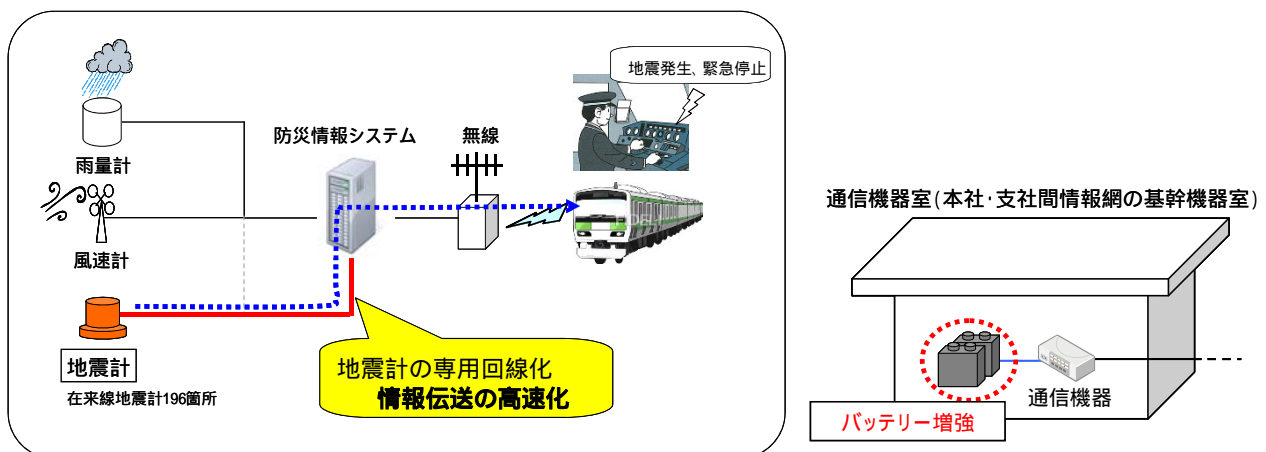 地震発生、緊急停止
防災情報システム
無線
雨量計
風速計
地震計
在来線地震計196箇所
地震計の専用回線化
情報伝送の高速化
通信機器室(本社・支社間情報網の基幹機器室)
通信機器
バッテリー増強